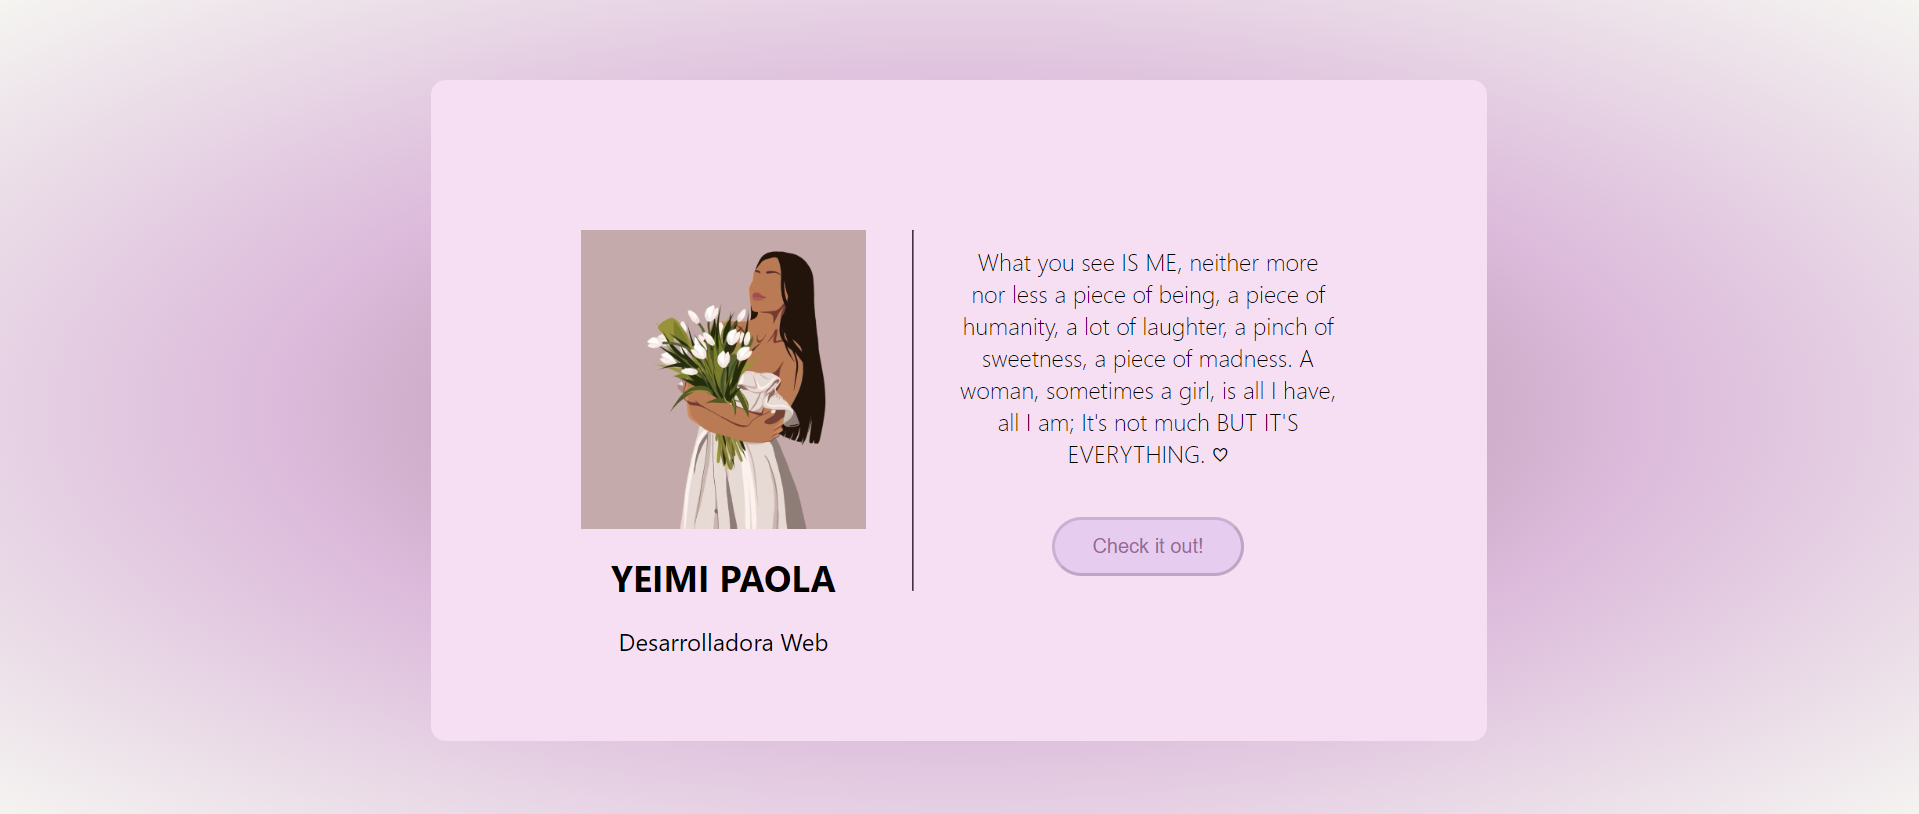 YEIMI PAOLA
Desarrolladora Web
What you see IS ME, neither more
nor less a piece of being, a piece of
humanity, a lot of laughter, a pinch of
sweetness, a piece of madness. A
woman, sometimes a girl, is all I have,
all I am; It's not much BUT IT'S
EVERYTHING. ♡
Check it out!